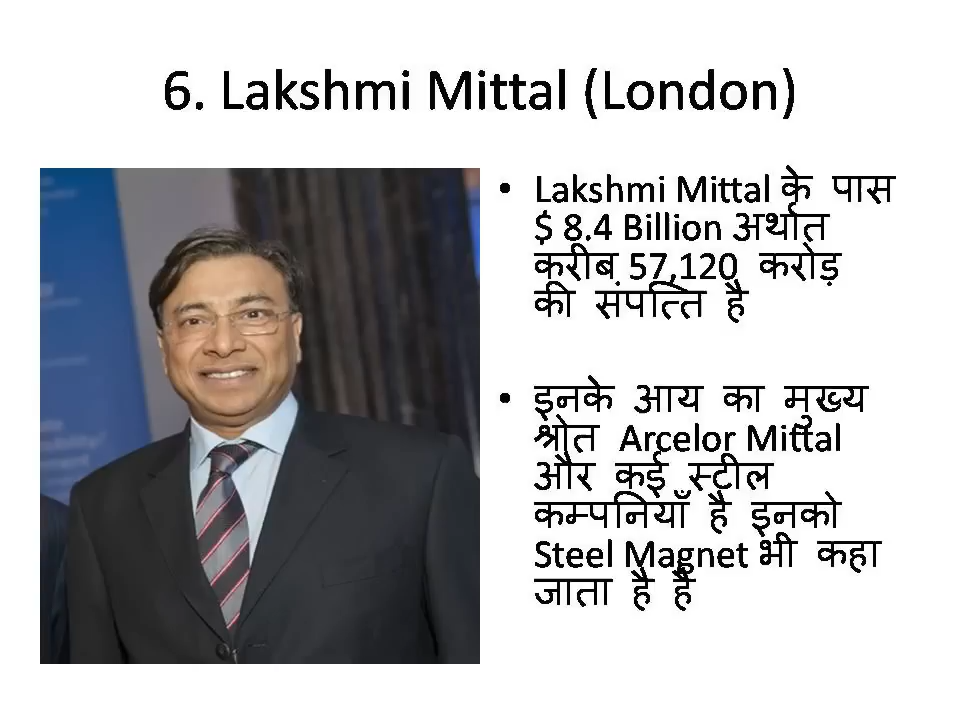 6. Lakshmi Mittal (London)
• Lakshmi Mittal के पास
$ 8.4 Billion अर्थात
करीब 57,120 करोड़
की संपत्ति है
• इनके आय का मुख्य
श्रोत Arcelor Mittal
और कई स्टील
कम्पनियाँ है इनको
Steel Magnet भी कहा
जाता है है